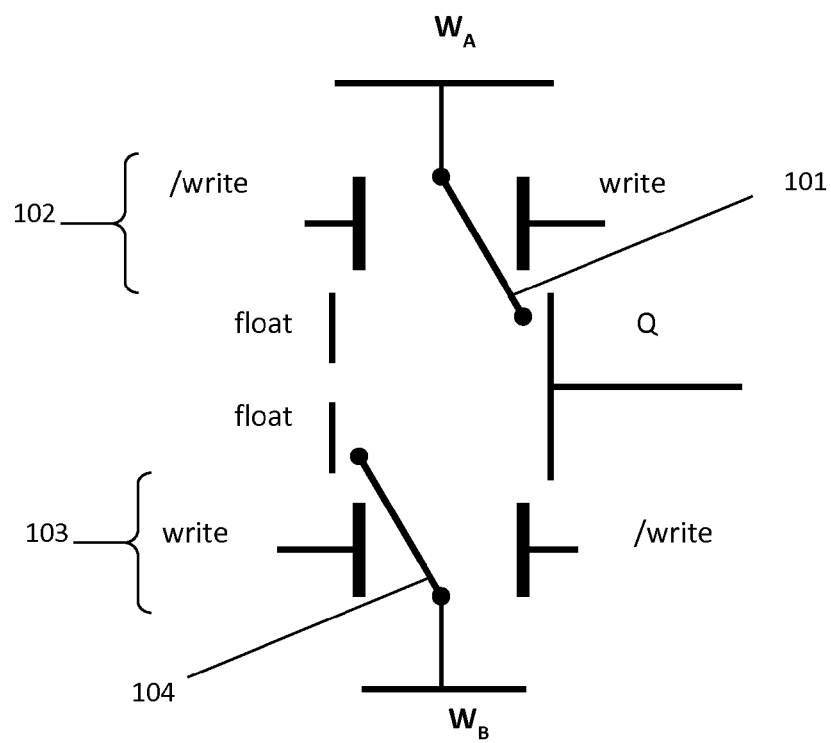 W_A
/write write 101
102
float Q
float
103 write /write
104
W_B